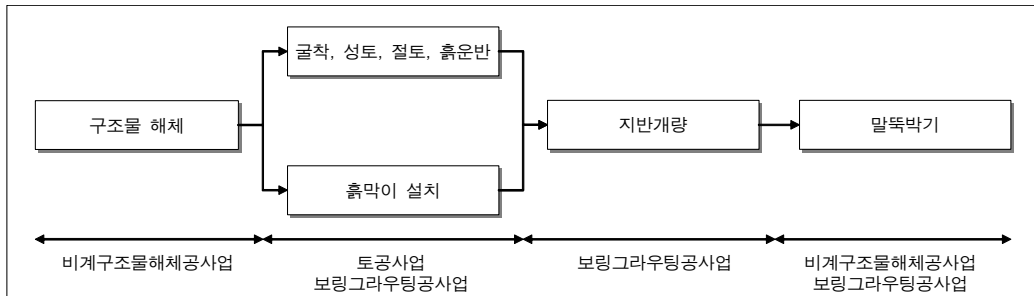 굴착, 성토, 절토, 흙운반
구조물 해체
지반개량
말뚝박기
흙막이 설치
비계구조물해체공사업
토공사업
보링그라우팅공사업
보링그라우팅공사업
비계구조물해체공사업
보링그라우팅공사업